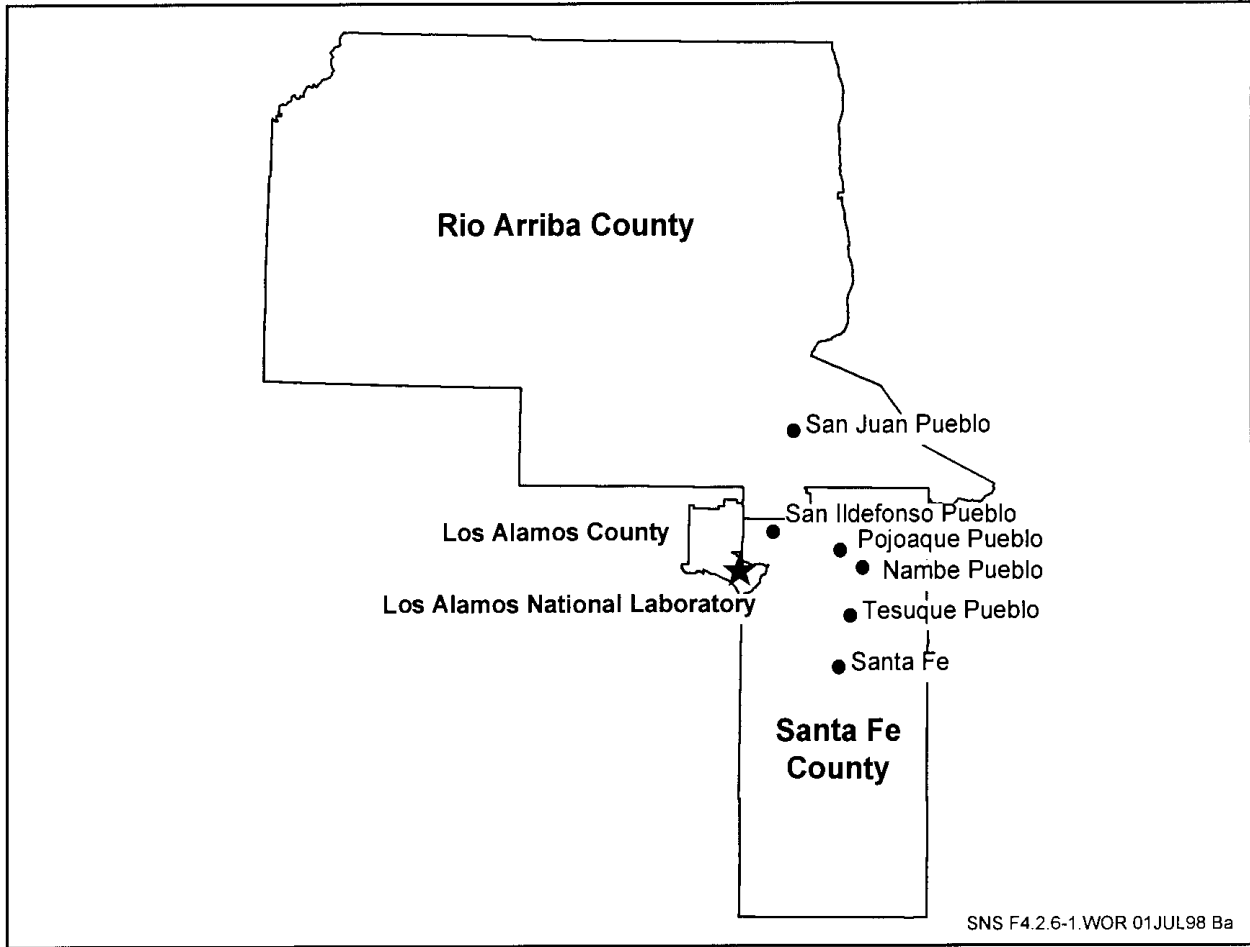 Rio Arriba County
San Juan Pueblo
San Ildefonso Pueblo
Los Alamos County
Pojoaque Pueblo
Nambe Pueblo
Los Alamos National Laboratory
Tesuque Pueblo
Santa Fe
Santa Fe
County
SNS F4.2.6-1.WOR 01JUL98 Ba